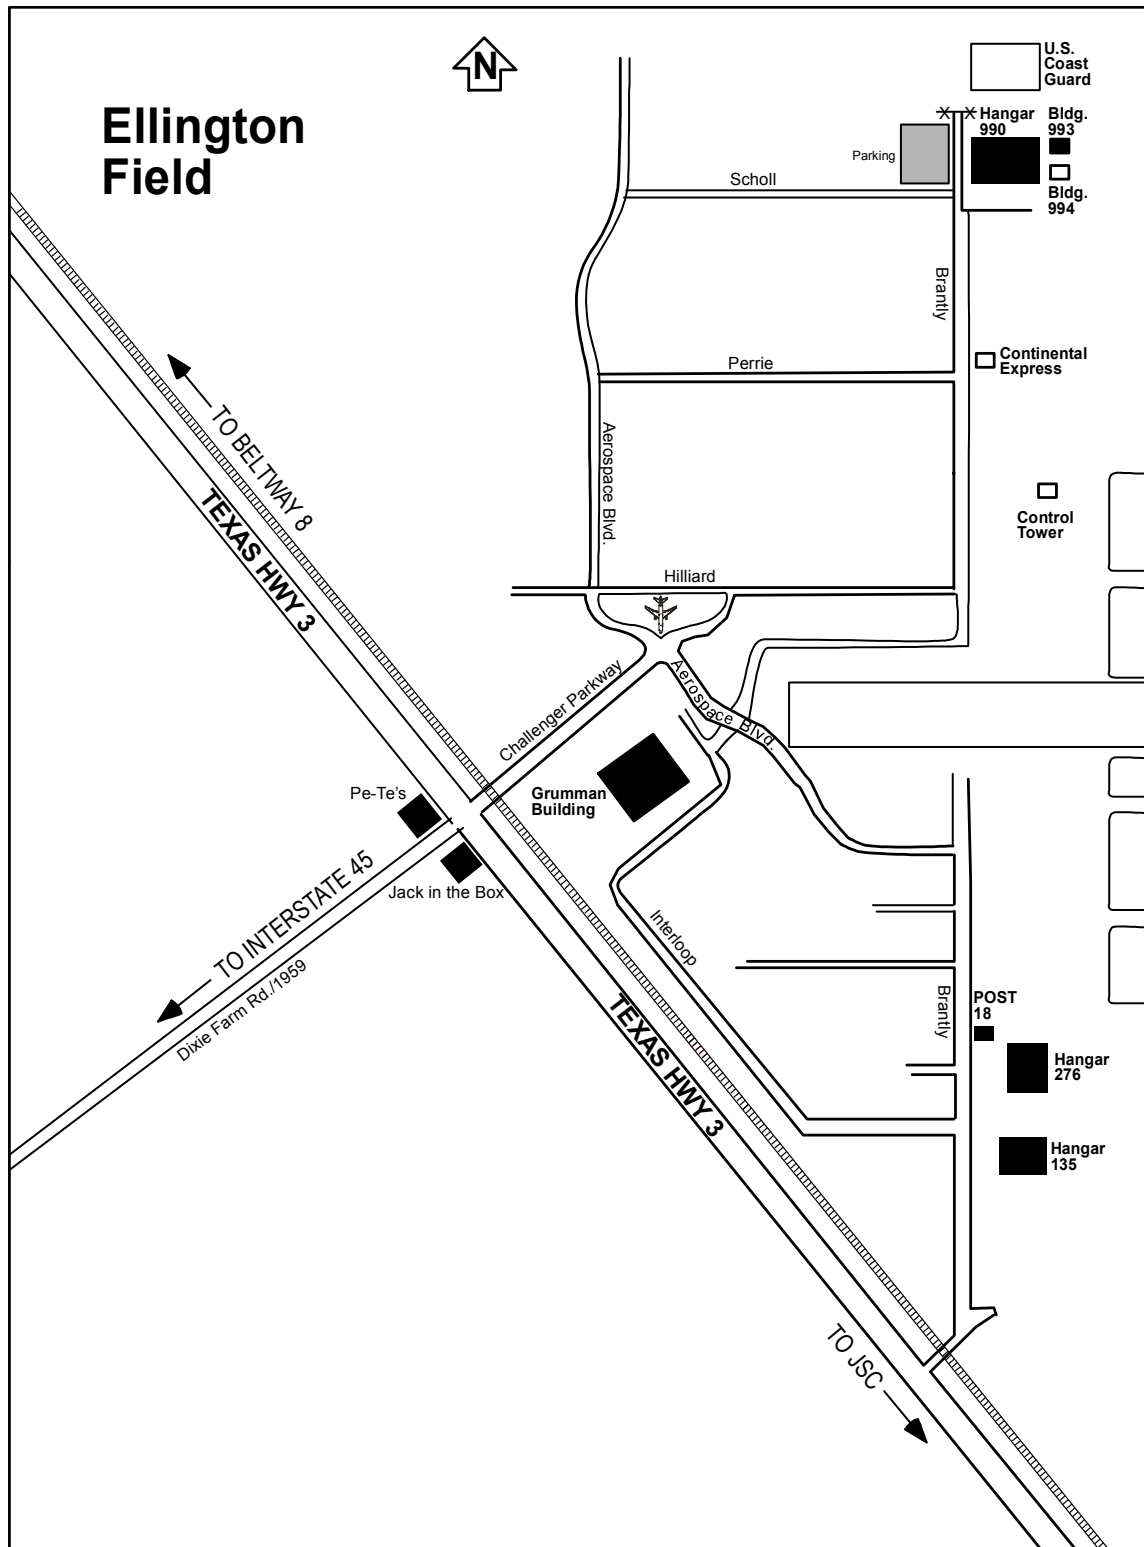 N
U.S.
Coast
Guard
Ellington
Field
X X
Hangar
990
Bldg.
993
Parking
Scholl
Bldg.
994
Brantly
Continental
Express
Perrie
TO BELTWAY 8
Aerospace Blvd.
TEXAS HWY 3
Control
Tower
Hilliard
Challenger Parkway
Aerospace Blvd.
Pe-Te's
Grumman
Building
TO INTERSTATE 45
Jack in the Box
Interloop
Dixie Farm Rd./1959
Brantly
POST
18
TEXAS HWY 3
Hangar
276
Hangar
135
TO JSC